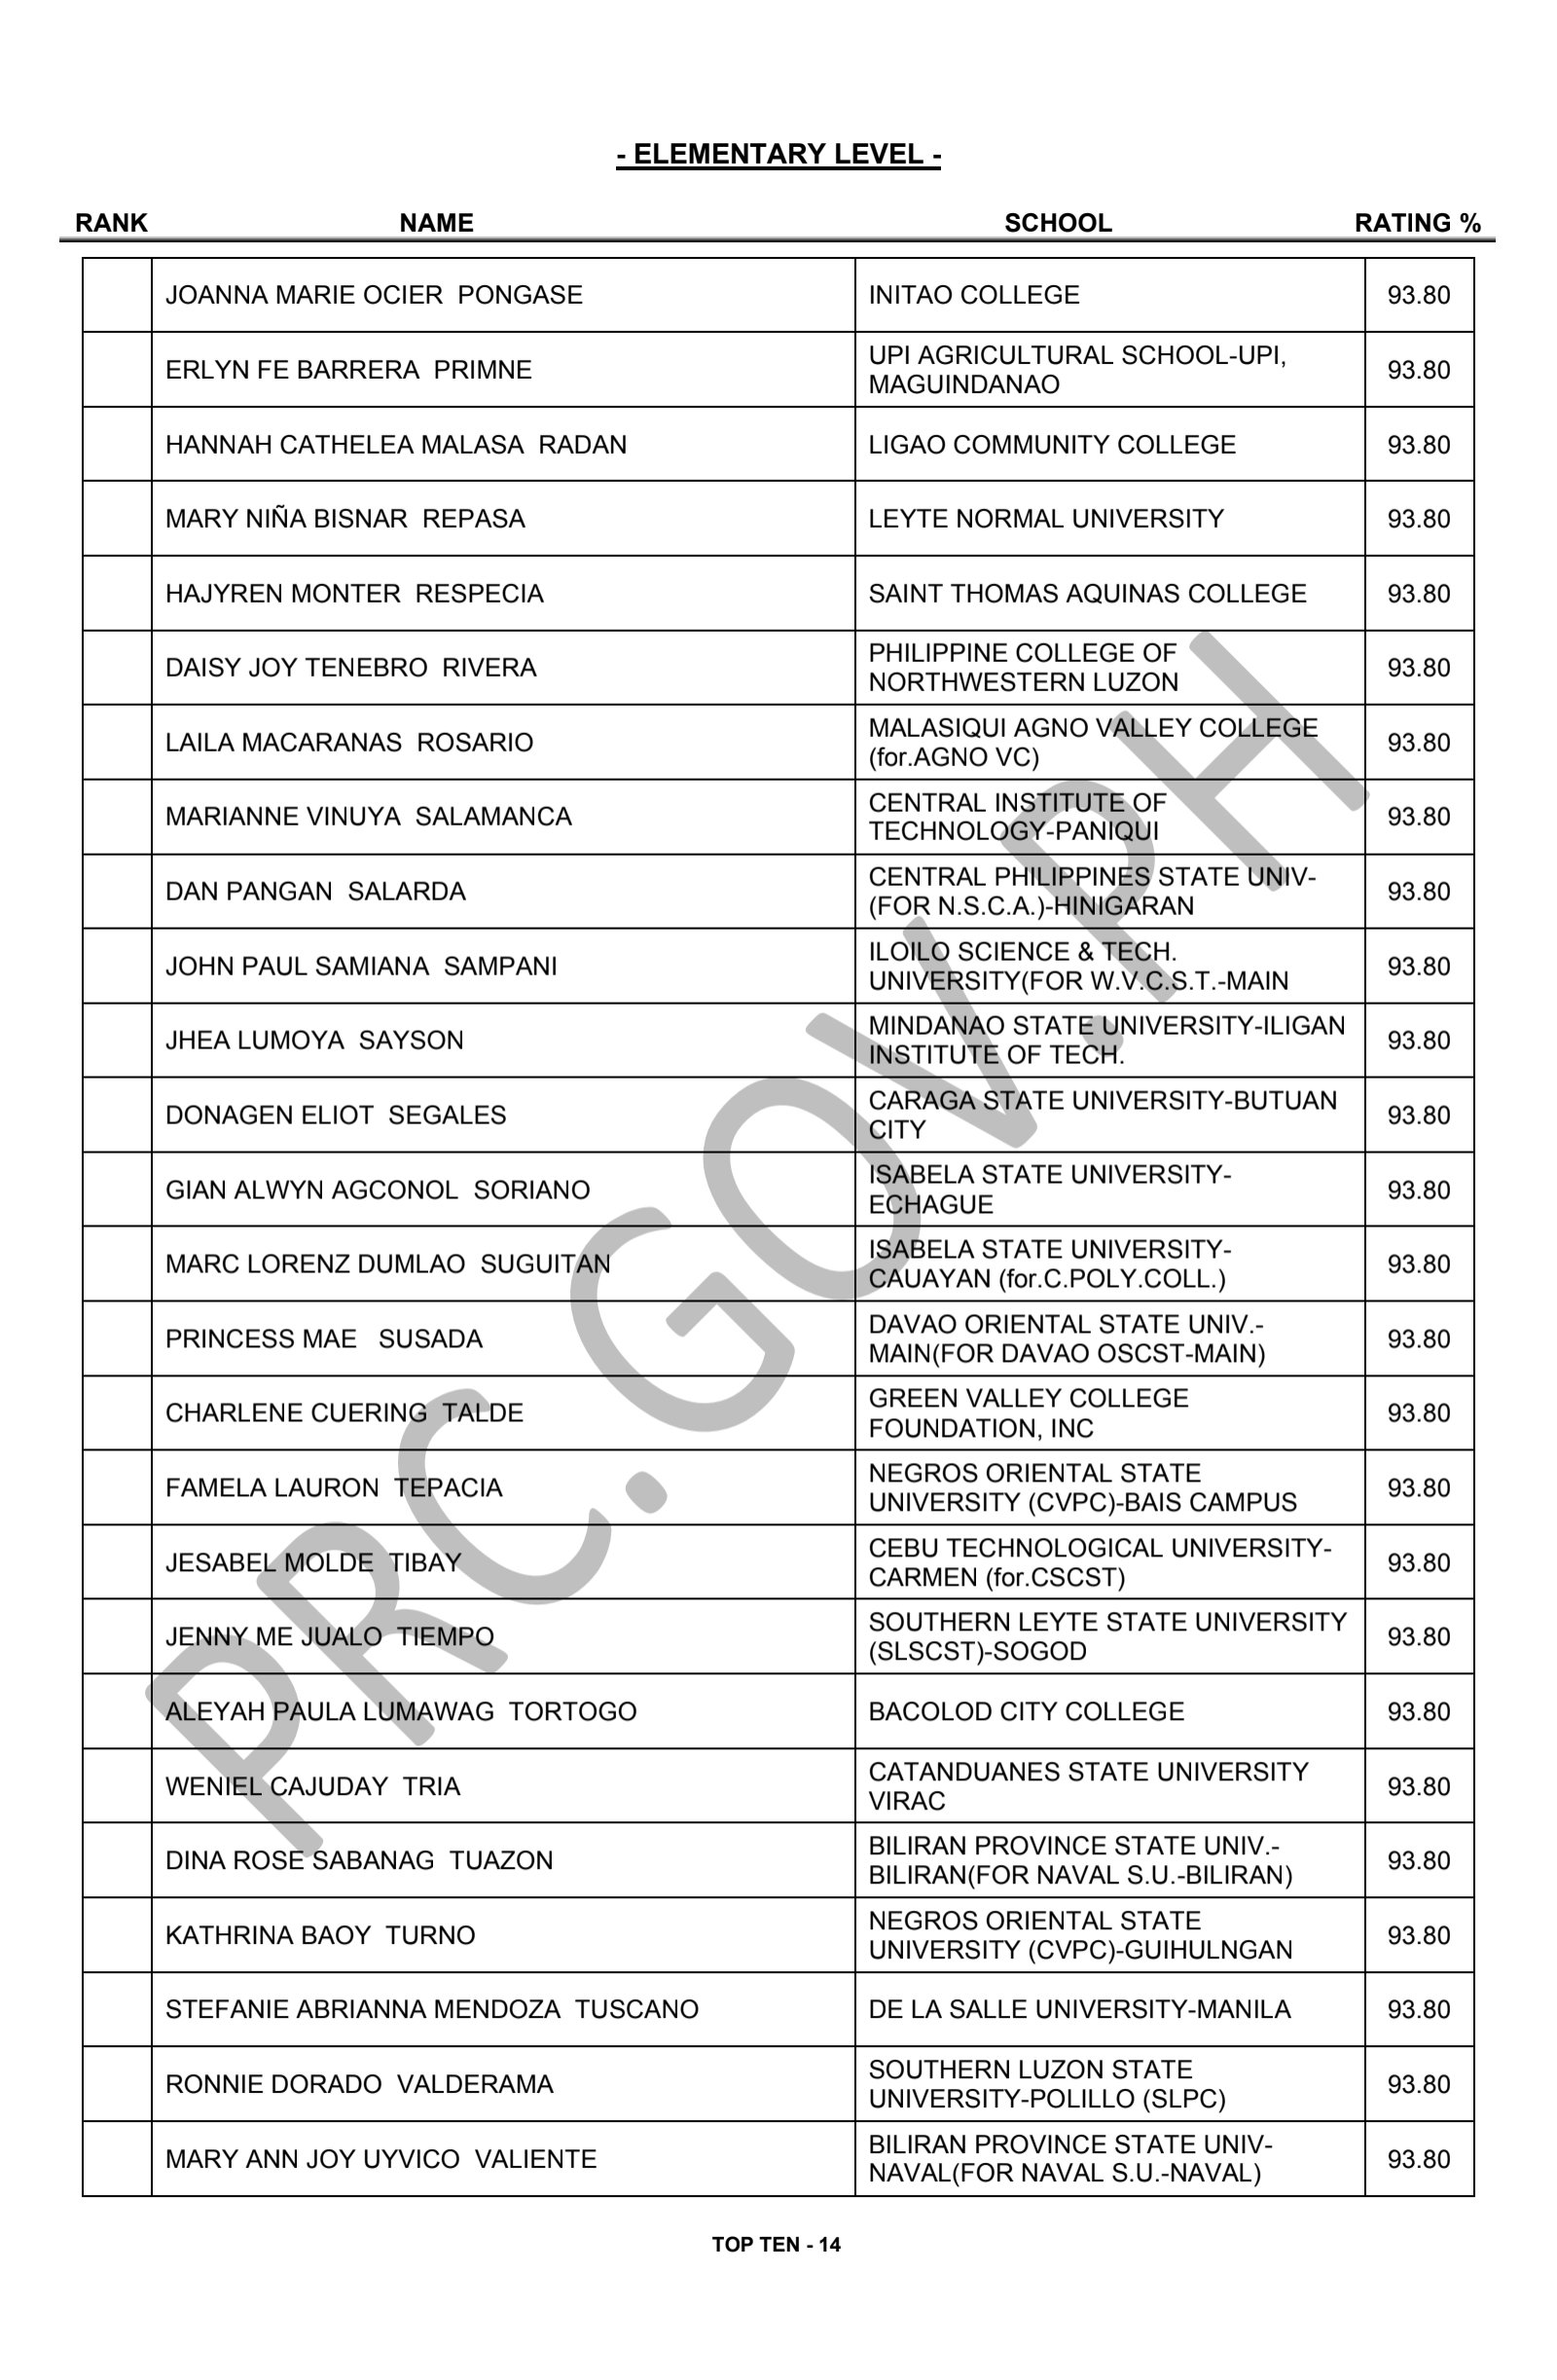 - ELEMENTARY LEVEL -
RANK NAME SCHOOL RATING %
JOANNA MARIE OCIER  PONGASE INITAO COLLEGE 93.80
ERLYN FE BARRERA  PRIMNE UPI AGRICULTURAL SCHOOL-UPI,
MAGUINDANAO 93.80
HANNAH CATHELEA MALASA  RADAN LIGAO COMMUNITY COLLEGE 93.80
MARY NIÑA BISNAR  REPASA LEYTE NORMAL UNIVERSITY 93.80
HAJYREN MONTER  RESPECIA SAINT THOMAS AQUINAS COLLEGE 93.80
DAISY JOY TENEBRO  RIVERA PHILIPPINE COLLEGE OF
NORTHWESTERN LUZON 93.80
LAILA MACARANAS  ROSARIO MALASIQUI AGNO VALLEY COLLEGE
(for.AGNO VC) 93.80
MARIANNE VINUYA  SALAMANCA CENTRAL INSTITUTE OF
TECHNOLOGY-PANIQUI 93.80
DAN PANGAN  SALARDA CENTRAL PHILIPPINES STATE UNIV-
(FOR N.S.C.A.)-HINIGARAN 93.80
JOHN PAUL SAMIANA  SAMPANI ILOILO SCIENCE & TECH.
UNIVERSITY(FOR W.V.C.S.T.-MAIN 93.80
JHEA LUMOYA  SAYSON MINDANAO STATE UNIVERSITY-ILIGAN
INSTITUTE OF TECH. 93.80
DONAGEN ELIOT  SEGALES CARAGA STATE UNIVERSITY-BUTUAN
CITY 93.80
GIAN ALWYN AGCONOL  SORIANO ISABELA STATE UNIVERSITY-
ECHAGUE 93.80
MARC LORENZ DUMLAO  SUGUITAN ISABELA STATE UNIVERSITY-
CAUAYAN (for.C.POLY.COLL.) 93.80
PRINCESS MAE   SUSADA DAVAO ORIENTAL STATE UNIV.-
MAIN(FOR DAVAO OSCST-MAIN) 93.80
CHARLENE CUERING  TALDE GREEN VALLEY COLLEGE
FOUNDATION, INC 93.80
FAMELA LAURON  TEPACIA NEGROS ORIENTAL STATE
UNIVERSITY (CVPC)-BAIS CAMPUS 93.80
JESABEL MOLDE  TIBAY CEBU TECHNOLOGICAL UNIVERSITY-
CARMEN (for.CSCST) 93.80
JENNY ME JUALO  TIEMPO SOUTHERN LEYTE STATE UNIVERSITY
(SLSCST)-SOGOD 93.80
ALEYAH PAULA LUMAWAG  TORTOGO BACOLOD CITY COLLEGE 93.80
WENIEL CAJUDAY  TRIA CATANDUANES STATE UNIVERSITY
VIRAC 93.80
DINA ROSE SABANAG  TUAZON BILIRAN PROVINCE STATE UNIV.-
BILIRAN(FOR NAVAL S.U.-BILIRAN) 93.80
KATHRINA BAOY  TURNO NEGROS ORIENTAL STATE
UNIVERSITY (CVPC)-GUIHULNGAN 93.80
STEFANIE ABRIANNA MENDOZA  TUSCANO DE LA SALLE UNIVERSITY-MANILA 93.80
RONNIE DORADO  VALDERAMA SOUTHERN LUZON STATE
UNIVERSITY-POLILLO (SLPC) 93.80
MARY ANN JOY UYVICO  VALIENTE BILIRAN PROVINCE STATE UNIV-
NAVAL(FOR NAVAL S.U.-NAVAL) 93.80
TOP TEN - 14
PRC.GOV.PH